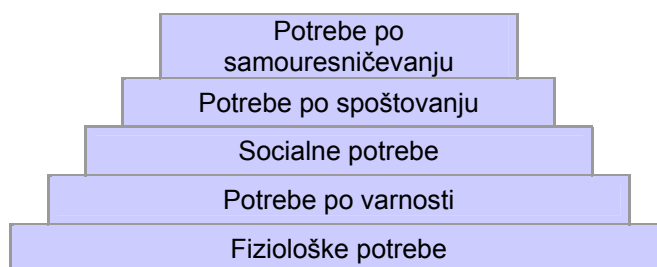 Potrebe po
samouresničevanju
Potrebe po spoštovanju
Socialne potrebe
Potrebe po varnosti
Fiziološke potrebe